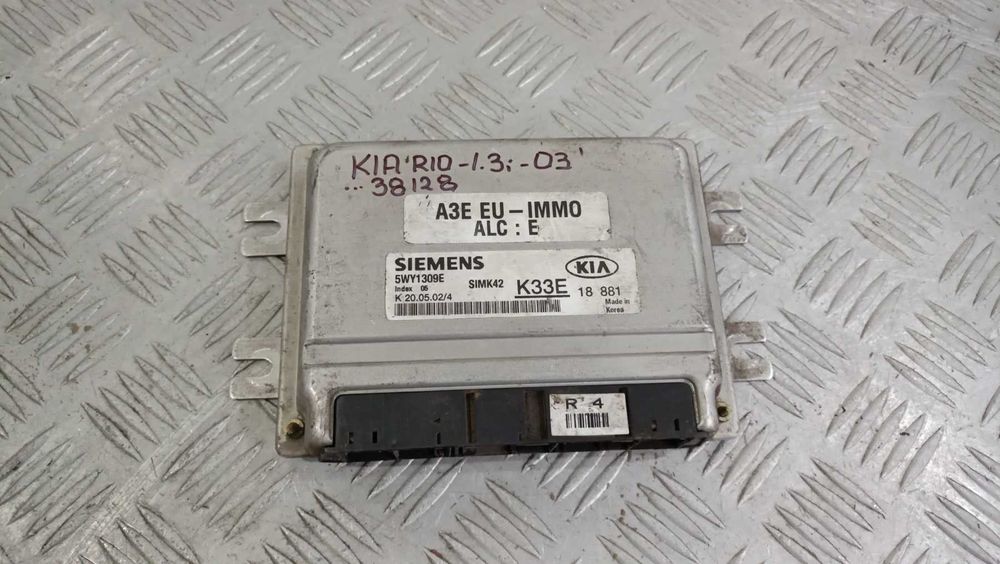 KIA 'RIO -1.3i -03'
...38128
A3E EU-IMMO
ALC : E
SIEMENS
KIA
5WY1309E
Index 06
SIMK42
K33E
18 881
K 20.05.02/4
Made in
Korea
R 4